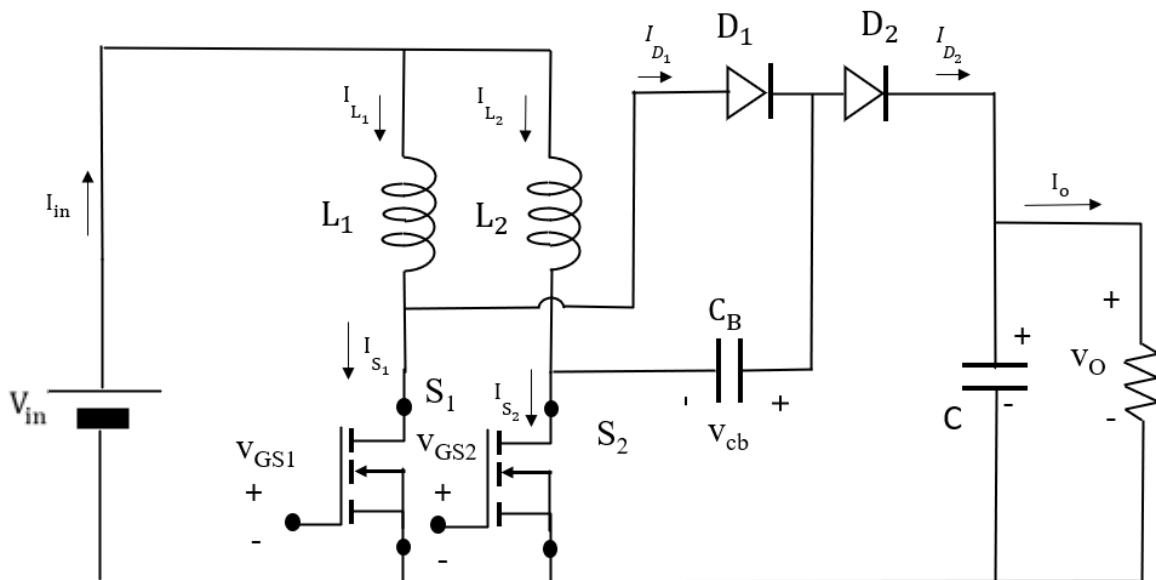 D₁
D₂
I_D₁
I_D₂
I_L₁
I_L₂
I_in
L₁
L₂
I_o
C_B
+
+
+
I_S₁
I_S₂
v_O
V_in
S₁
- +
C
-
-
v_GS1
v_GS2
S₂
v_cb
+
+
-
-